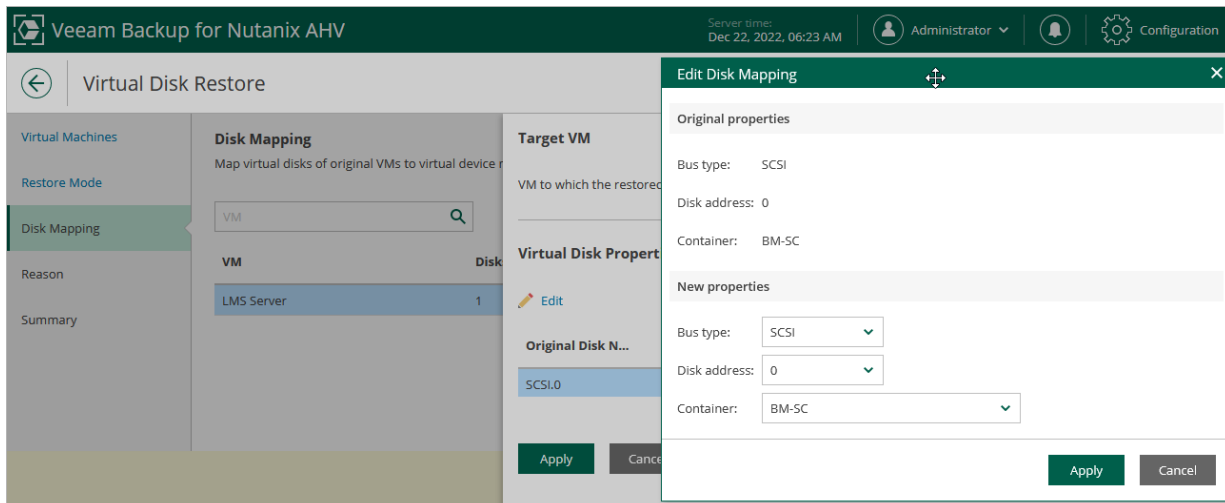 Veeam Backup for Nutanix AHV
Server time:
Dec 22, 2022, 06:23 AM
Administrator
Configuration
Virtual Disk Restore
Virtual Machines
Restore Mode
Disk Mapping
Reason
Summary
Disk Mapping
Map virtual disks of original VMs to virtual device r
VM
VM Disk
LMS Server 1
Target VM
VM to which the restored
Virtual Disk Propert
Edit
Original Disk N...
SCSI.0
Apply Cance
Edit Disk Mapping
Original properties
Bus type: SCSI
Disk address: 0
Container: BM-SC
New properties
Bus type: SCSI
Disk address: 0
Container: BM-SC
Apply Cancel